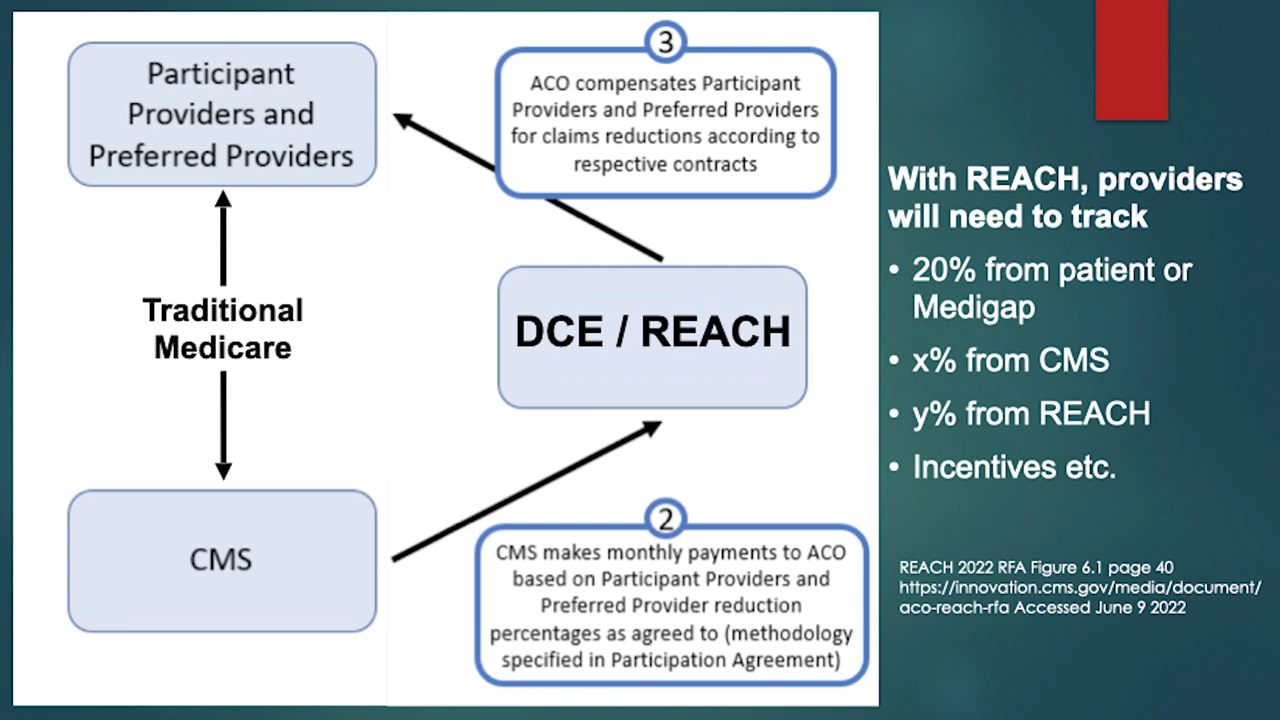 Participant
Providers and
Preferred Providers
Traditional
Medicare
CMS
3
ACO compensates Participant
Providers and Preferred Providers
for claims reductions according to
respective contracts
DCE / REACH
2
CMS makes monthly payments to ACO
based on Participant Providers and
Preferred Provider reduction
percentages as agreed to (methodology
specified in Participation Agreement)
With REACH, providers
will need to track
• 20% from patient or
Medigap
• x% from CMS
• y% from REACH
• Incentives etc.
REACH 2022 RFA Figure 6.1 page 40
https://innovation.cms.gov/media/document/
aco-reach-rfa Accessed June 9 2022